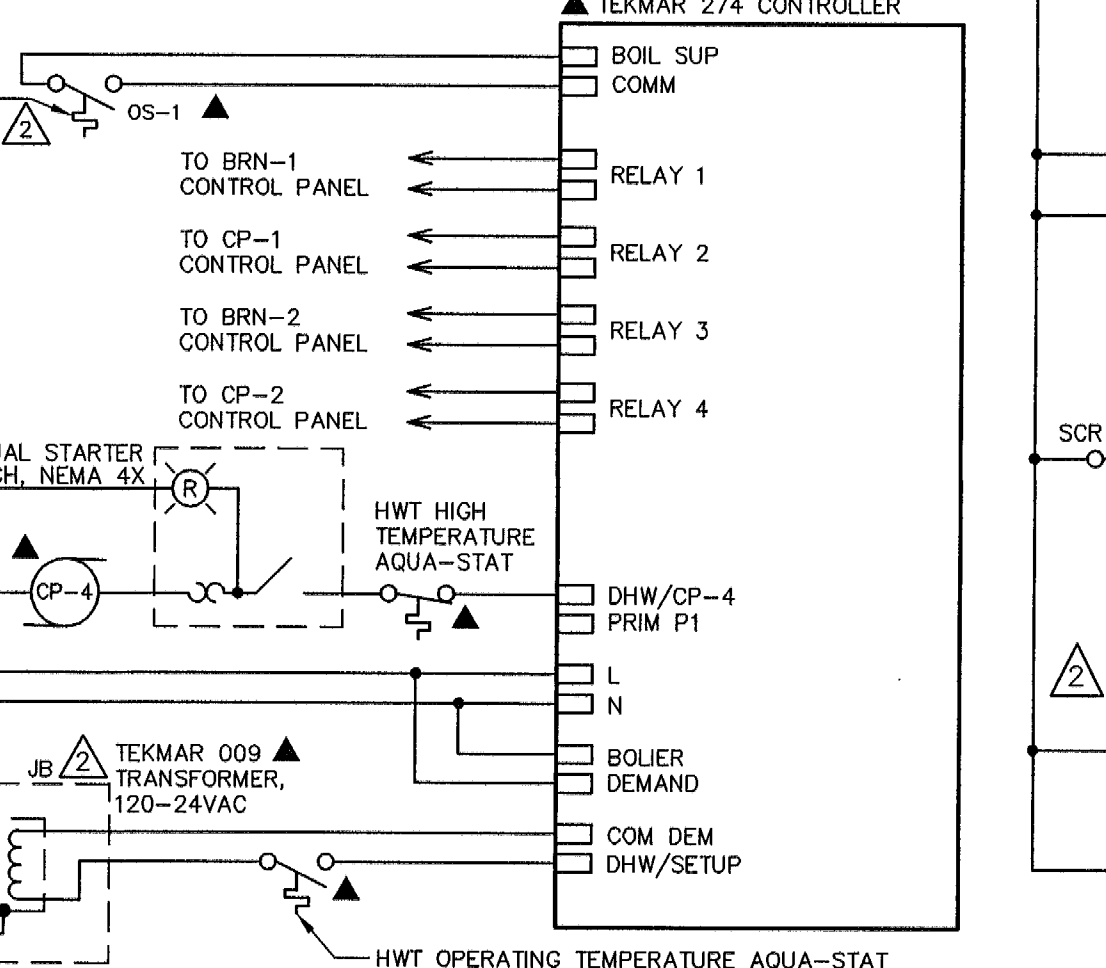 TEKMAR 274 CONTROLLER
BOIL SUP
COMM
OS-1
2
TO BRN-1
CONTROL PANEL
RELAY 1
TO CP-1
CONTROL PANEL
RELAY 2
TO BRN-2
CONTROL PANEL
RELAY 3
TO CP-2
CONTROL PANEL
RELAY 4
SCR
STARTER
NEMA 4X
R
HWT HIGH
TEMPERATURE
AQUA-STAT
CP-4
DHW/CP-4
PRIM P1
L
N
2
JB
2
TEKMAR 009
TRANSFORMER,
120-24VAC
BOLIER
DEMAND
COM DEM
DHW/SETUP
HWT OPERATING TEMPERATURE AQUA-STAT